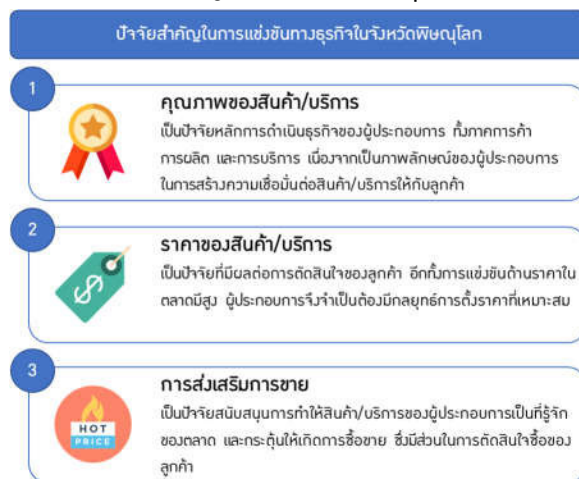 ปัจจัยสำคัญในการแข่งขันทางธุรกิจในจังหวัดพิษณุโลก
1
คุณภาพของสินค้า/บริการ
เป็นปัจจัยหลักการดำเนินธุรกิจของผู้ประกอบการ ทั้งภาคการค้า
การผลิต และการบริการ เนื่องจากเป็นภาพลักษณ์ของผู้ประกอบการ
ในการสร้างความเชื่อมั่นต่อสินค้า/บริการให้กับลูกค้า
2
ราคาของสินค้า/บริการ
เป็นปัจจัยที่มีผลต่อการตัดสินใจของลูกค้า อีกทั้งการแข่งขันด้านราคาใน
ตลาดมีสูง ผู้ประกอบการจึงจำเป็นต้องมีกลยุทธ์การตั้งราคาที่เหมาะสม
3
การส่งเสริมการขาย
เป็นปัจจัยสนับสนุนการทำให้สินค้า/บริการของผู้ประกอบการเป็นที่รู้จัก
ของตลาด และกระตุ้นให้เกิดการซื้อขาย ซึ่งมีส่วนในการตัดสินใจซื้อของ
ลูกค้า
HOT
PRICE